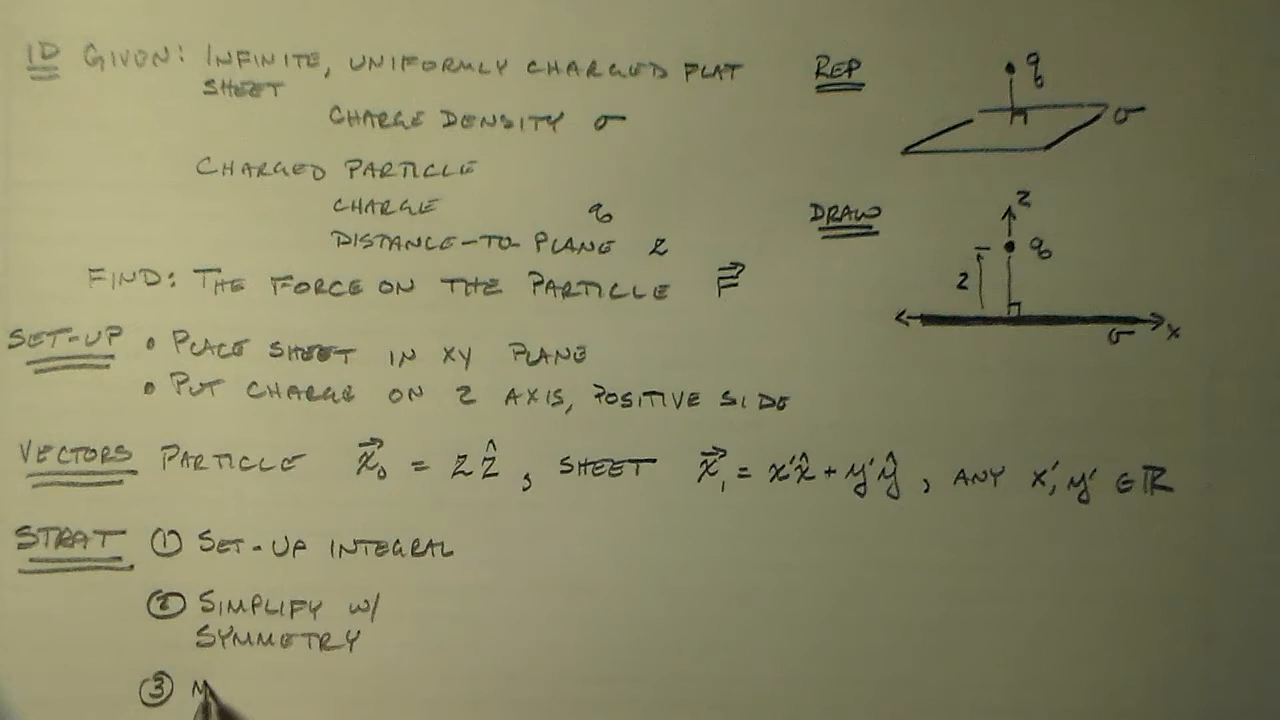 ID GIVEN: INFINITE, UNIFORMLY CHARGED FLAT
SHEET
CHARGE DENSITY σ
CHARGED PARTICLE
CHARGE q
DISTANCE-TO-PLANE z
FIND: THE FORCE ON THE PARTICLE F⃗
REP
q
σ
DRAW
z
q
z
σ x
SET-UP • PLACE SHEET IN XY PLANE
• PUT CHARGE ON Z AXIS, POSITIVE SIDE
VECTORS PARTICLE x⃗₀ = z ẑ, SHEET x⃗₁ = x'x̂ + y'ŷ, ANY x', y' ∈ ℝ
STRAT ① SET-UP INTEGRAL
② SIMPLIFY W/
SYMMETRY
③